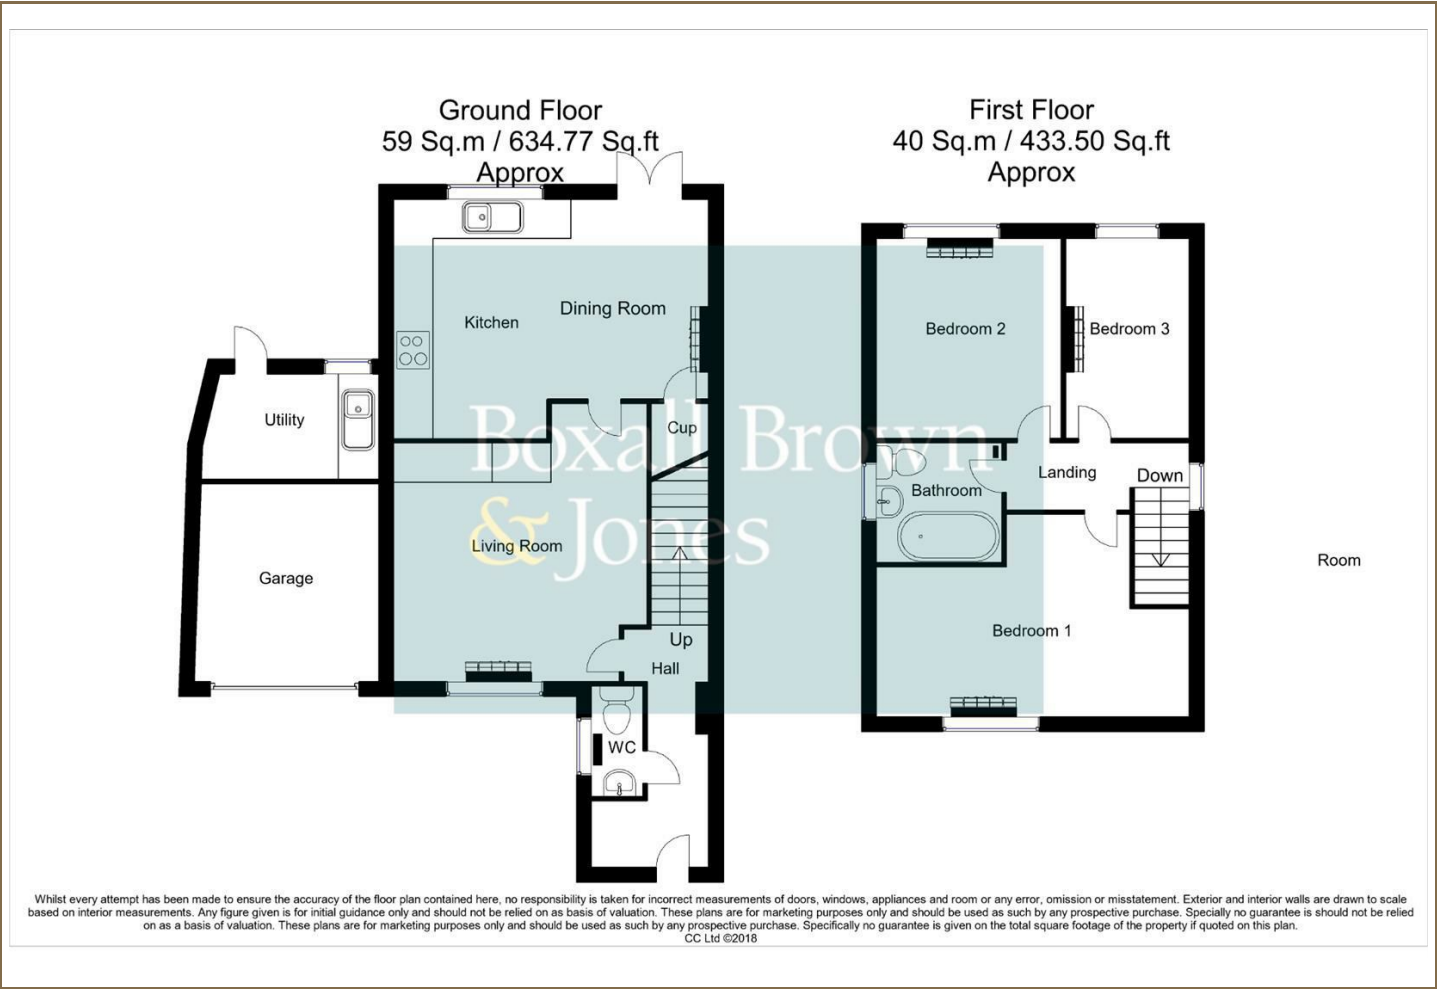 Ground Floor
59 Sq.m / 634.77 Sq.ft
Approx
First Floor
40 Sq.m / 433.50 Sq.ft
Approx
Kitchen
Dining Room
Utility
Cup
Living Room
Garage
Up
Hall
WC
Bedroom 2
Bedroom 3
Landing
Down
Bathroom
Bedroom 1
Room
Boxall Brown
& Jones
Whilst every attempt has been made to ensure the accuracy of the floor plan contained here, no responsibility is taken for incorrect measurements of doors, windows, appliances and room or any error, omission or misstatement. Exterior and interior walls are drawn to scale
based on interior measurements. Any figure given is for initial guidance only and should not be relied on as basis of valuation. These plans are for marketing purposes only and should be used as such by any prospective purchase. Specially no guarantee is should not be relied
on as a basis of valuation. These plans are for marketing purposes only and should be used as such by any prospective purchase. Specifically no guarantee is given on the total square footage of the property if quoted on this plan.
CC Ltd ©2018